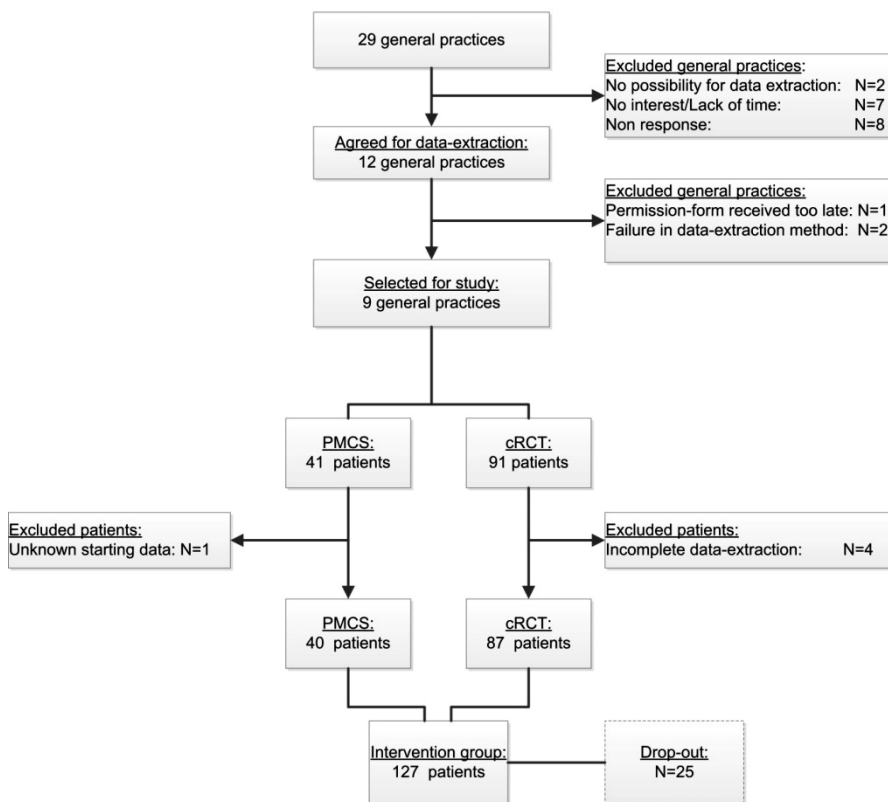 29 general practices
Excluded general practices:
No possibility for data extraction: N=2
No interest/Lack of time: N=7
Non response: N=8
Agreed for data-extraction:
12 general practices
Excluded general practices:
Permission-form received too late: N=1
Failure in data-extraction method: N=2
Selected for study:
9 general practices
PMCS:
41 patients
cRCT:
91 patients
Excluded patients:
Unknown starting data: N=1
Excluded patients:
Incomplete data-extraction: N=4
PMCS:
40 patients
cRCT:
87 patients
Intervention group:
127 patients
Drop-out:
N=25